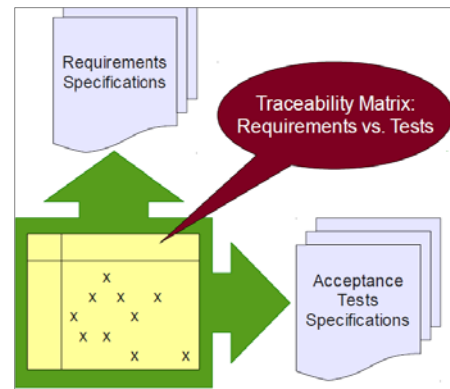 Requirements
Specifications
Traceability Matrix:
Requirements vs. Tests
x
x x x
x x
x x
x x
Acceptance
Tests
Specifications